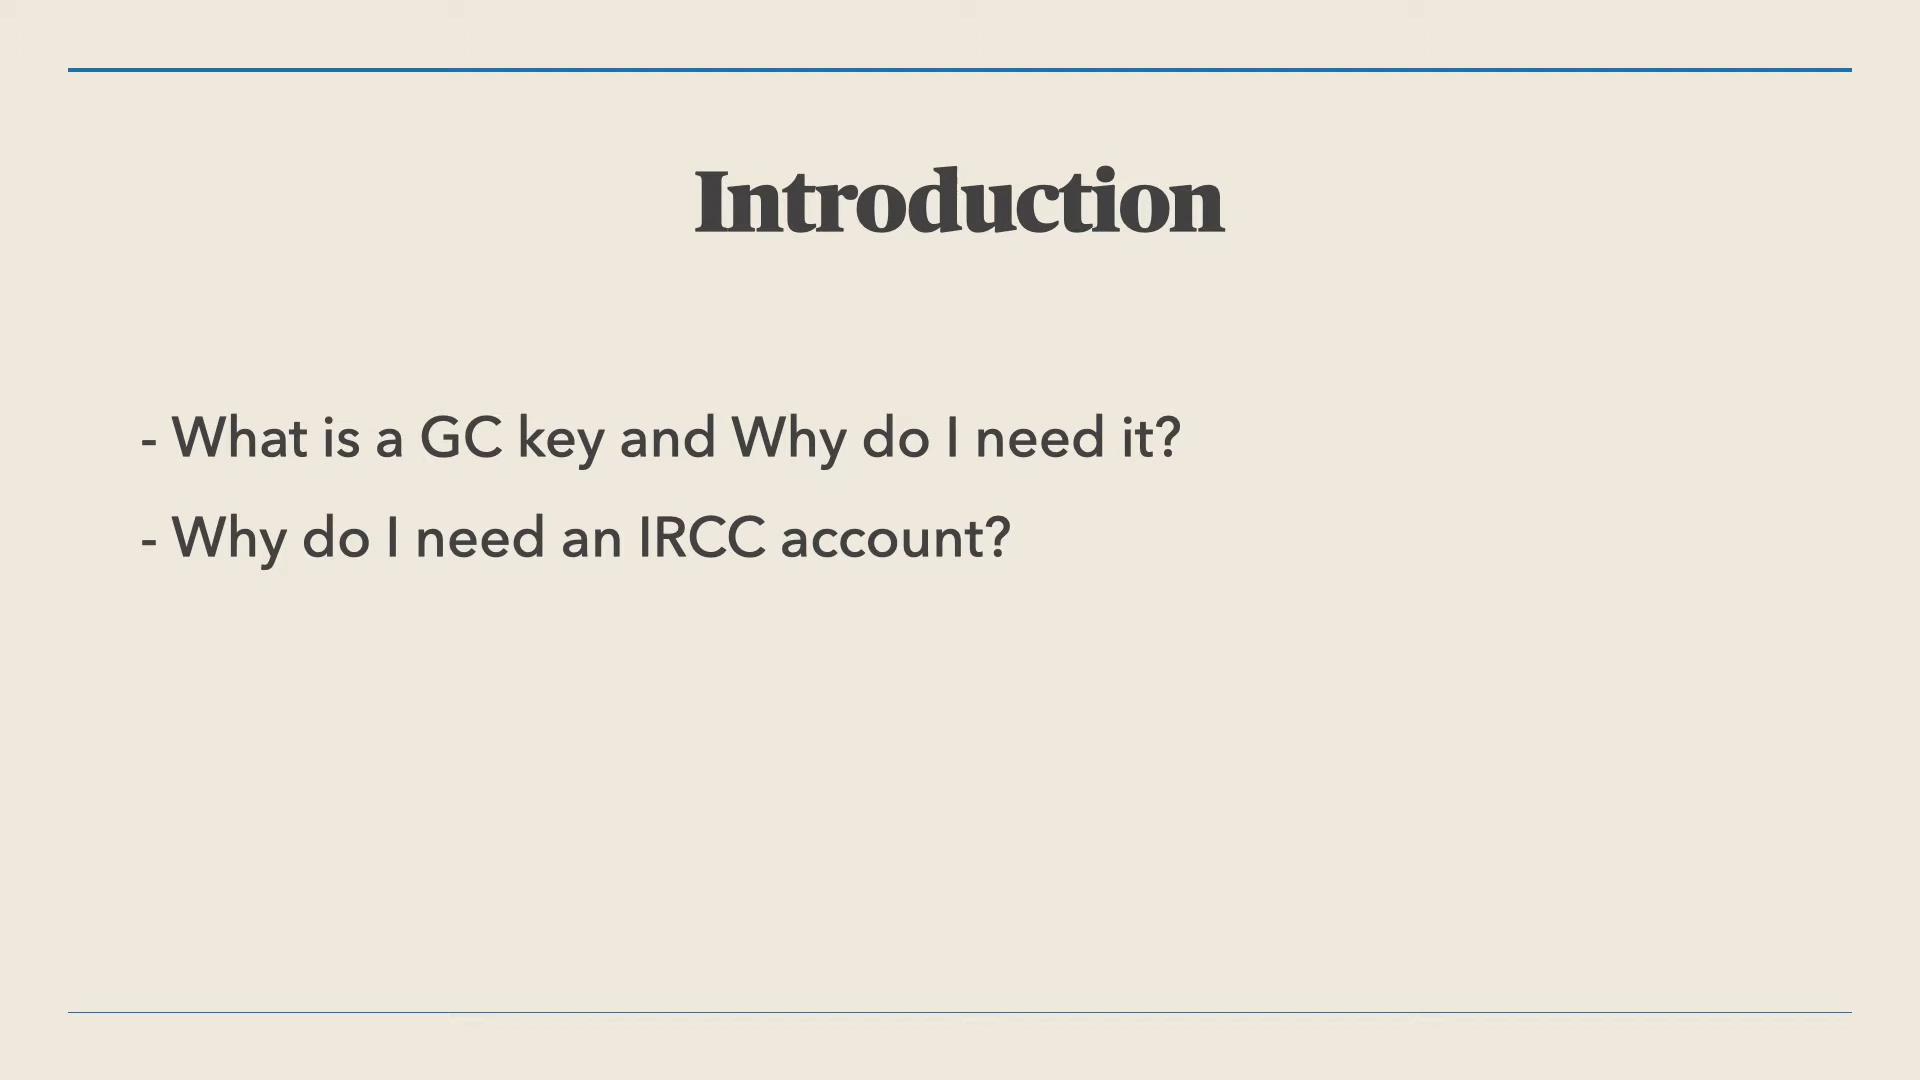 Introduction
- What is a GC key and Why do I need it?
- Why do I need an IRCC account?